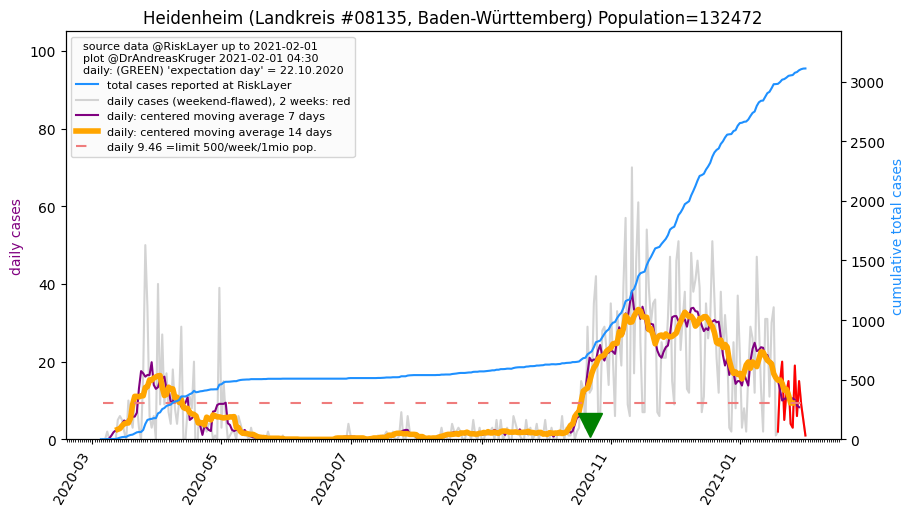 Heidenheim (Landkreis #08135, Baden-Württemberg) Population=132472
source data @RiskLayer up to 2021-02-01
plot @DrAndreasKruger 2021-02-01 04:30
daily: (GREEN) 'expectation day' = 22.10.2020
total cases reported at RiskLayer
daily cases (weekend-flawed), 2 weeks: red
daily: centered moving average 7 days
daily: centered moving average 14 days
daily 9.46 =limit 500/week/1mio pop.
daily cases
100
80
60
40
20
0
cumulative total cases
3000
2500
2000
1500
1000
500
0
2020-03
2020-05
2020-07
2020-09
2020-11
2021-01